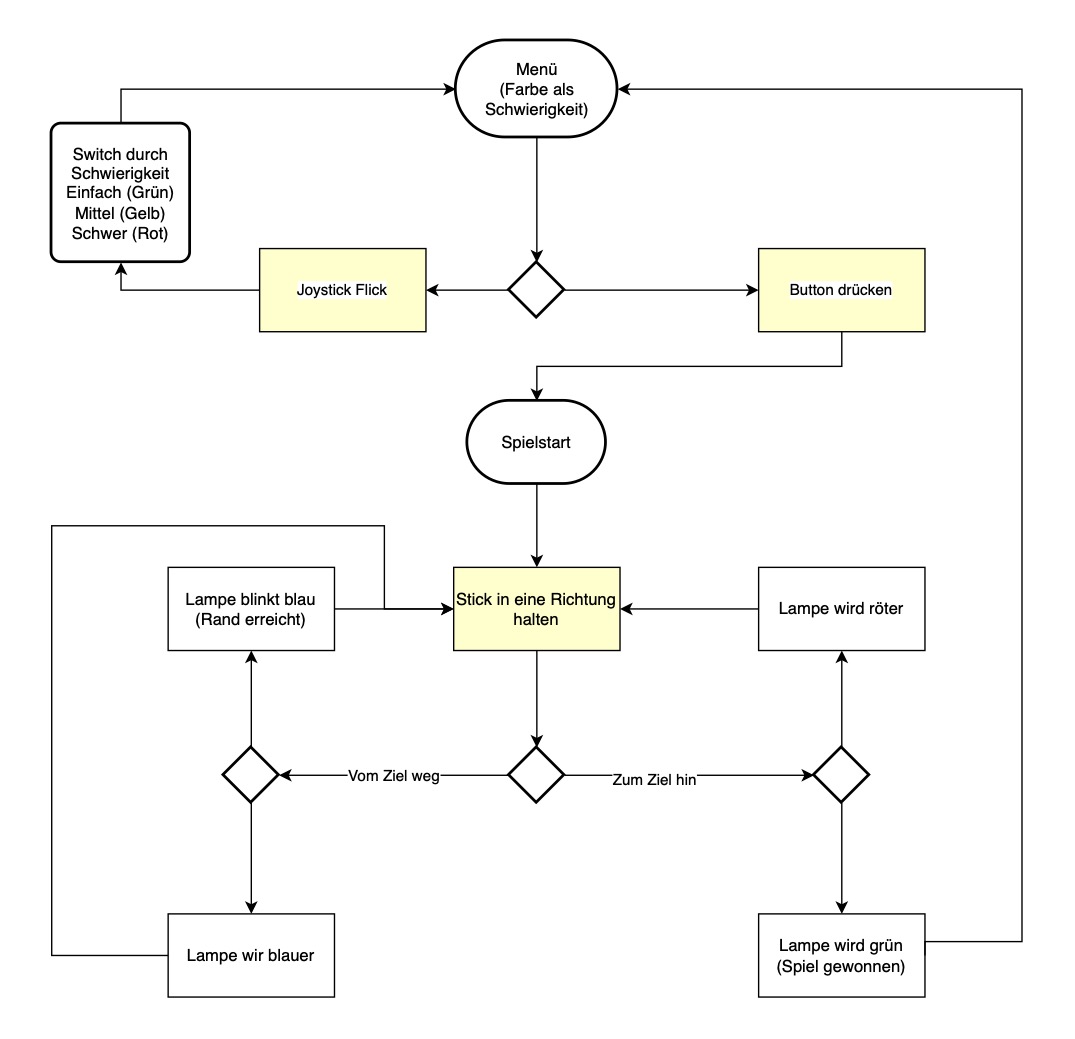 Menü
(Farbe als
Schwierigkeit)
Switch durch
Schwierigkeit
Einfach (Grün)
Mittel (Gelb)
Schwer (Rot)
Joystick Flick
Button drücken
Spielstart
Lampe blinkt blau
(Rand erreicht)
Stick in eine Richtung
halten
Lampe wird röter
Vom Ziel weg
Zum Ziel hin
Lampe wir blauer
Lampe wird grün
(Spiel gewonnen)